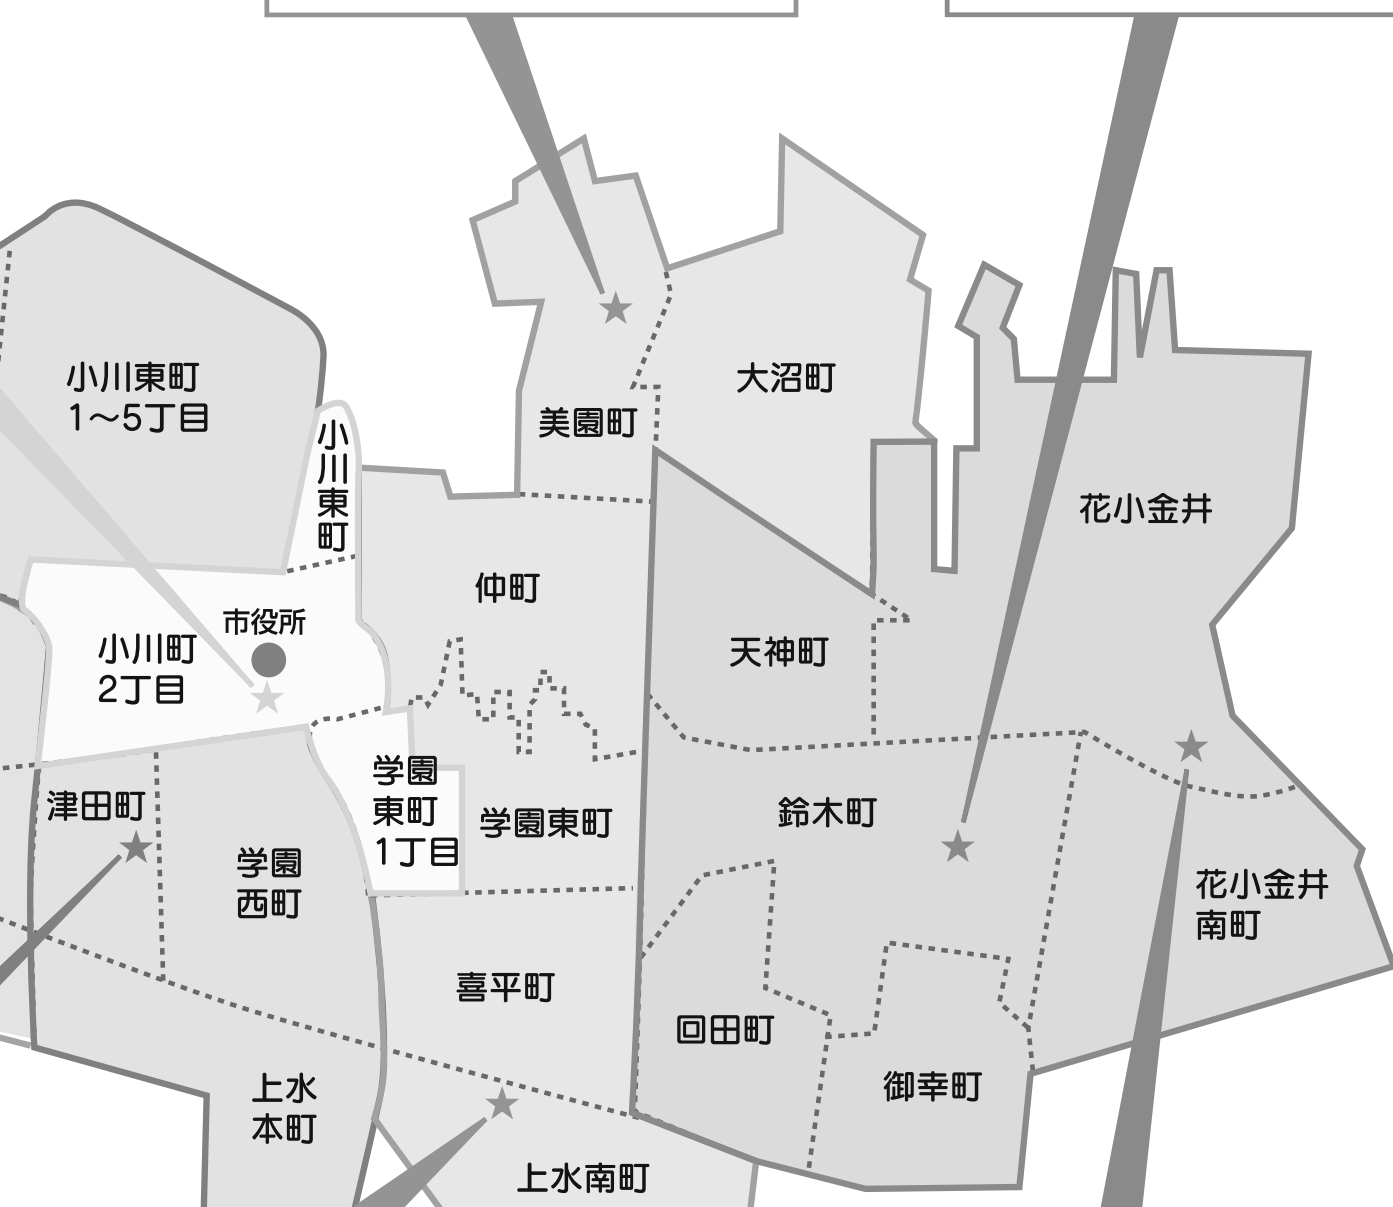 小川東町
1～5丁目
小川東町
美園町
大沼町
花小金井
仲町
市役所
小川町
2丁目
天神町
学園
東町
1丁目
津田町
学園東町
鈴木町
学園
西町
花小金井
南町
喜平町
回田町
上水
本町
御幸町
上水南町